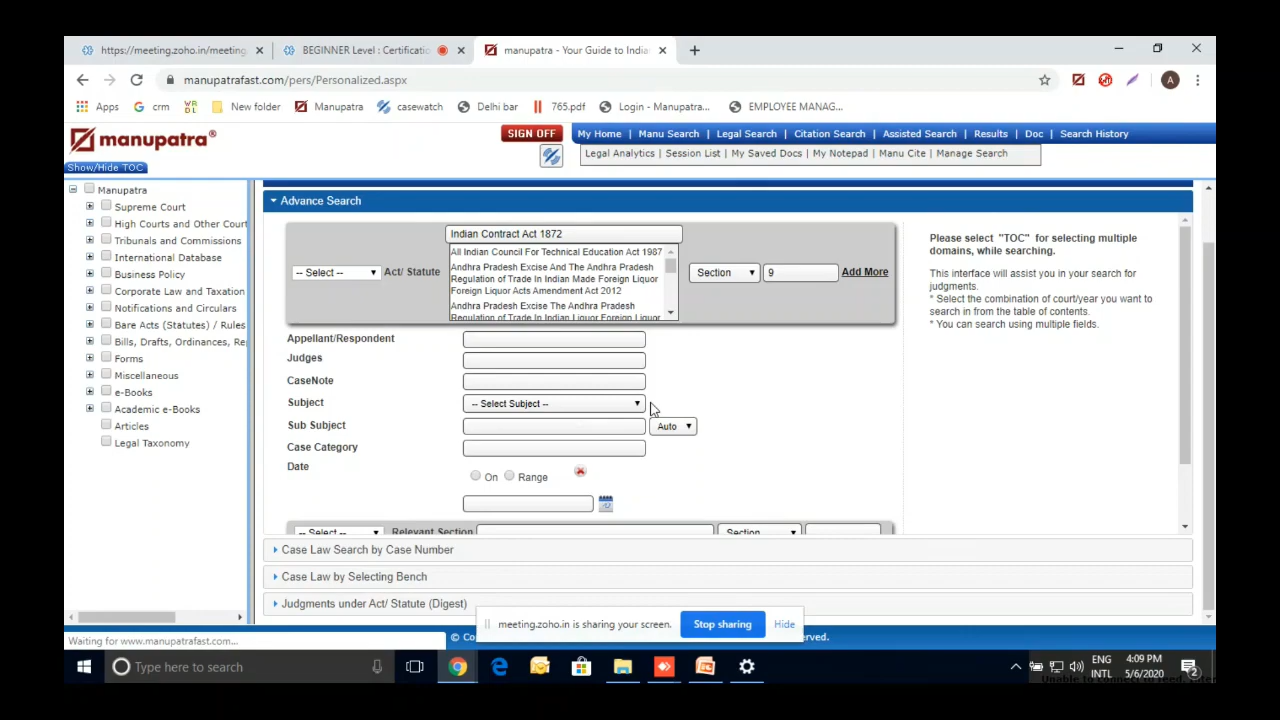 https://meeting.zoho.in/meeting.
BEGINNER Level : Certificatio
manupatra - Your Guide to India
manupatrafast.com/pers/Personalized.aspx
A
Apps
crm
New folder
Manupatra
casewatch
Delhi bar
765.pdf
Login - Manupatra...
EMPLOYEE MANAG...
manupatra®
SIGN OFF
My Home | Manu Search | Legal Search | Citation Search | Assisted Search | Results | Doc | Search History
Legal Analytics | Session List | My Saved Docs | My Notepad | Manu Cite | Manage Search
Show/Hide TOC
Manupatra
Supreme Court
High Courts and Other Court
Tribunals and Commissions
International Database
Business Policy
Corporate Law and Taxation
Notifications and Circulars
Bare Acts (Statutes) / Rules
Bills, Drafts, Ordinances, Re
Forms
Miscellaneous
e-Books
Academic e-Books
Articles
Legal Taxonomy
Advance Search
Indian Contract Act 1872
-- Select --
Act/ Statute
All Indian Council For Technical Education Act 1987
Andhra Pradesh Excise And The Andhra Pradesh
Regulation of Trade In Indian Made Foreign Liquor
Foreign Liquor Acts Amendment Act 2012
Andhra Pradesh Excise The Andhra Pradesh
Regulation of Trade In Indian Liquor Foreign Liquor
Section
9
Add More
Appellant/Respondent
Judges
CaseNote
Subject
-- Select Subject --
Sub Subject
Auto
Case Category
Date
On
Range
-- Select --
Relevant Section
Section
Please select "TOC" for selecting multiple
domains, while searching.
This interface will assist you in your search for
judgments.
* Select the combination of court/year you want to
search in from the table of contents.
* You can search using multiple fields.
Case Law Search by Case Number
Case Law by Selecting Bench
Judgments under Act/ Statute (Digest)
meeting.zoho.in is sharing your screen.
Stop sharing
Hide
Waiting for www.manupatrafast.com...
© Co
erved.
Type here to search
ENG
INTL
4:09 PM
5/6/2020
2